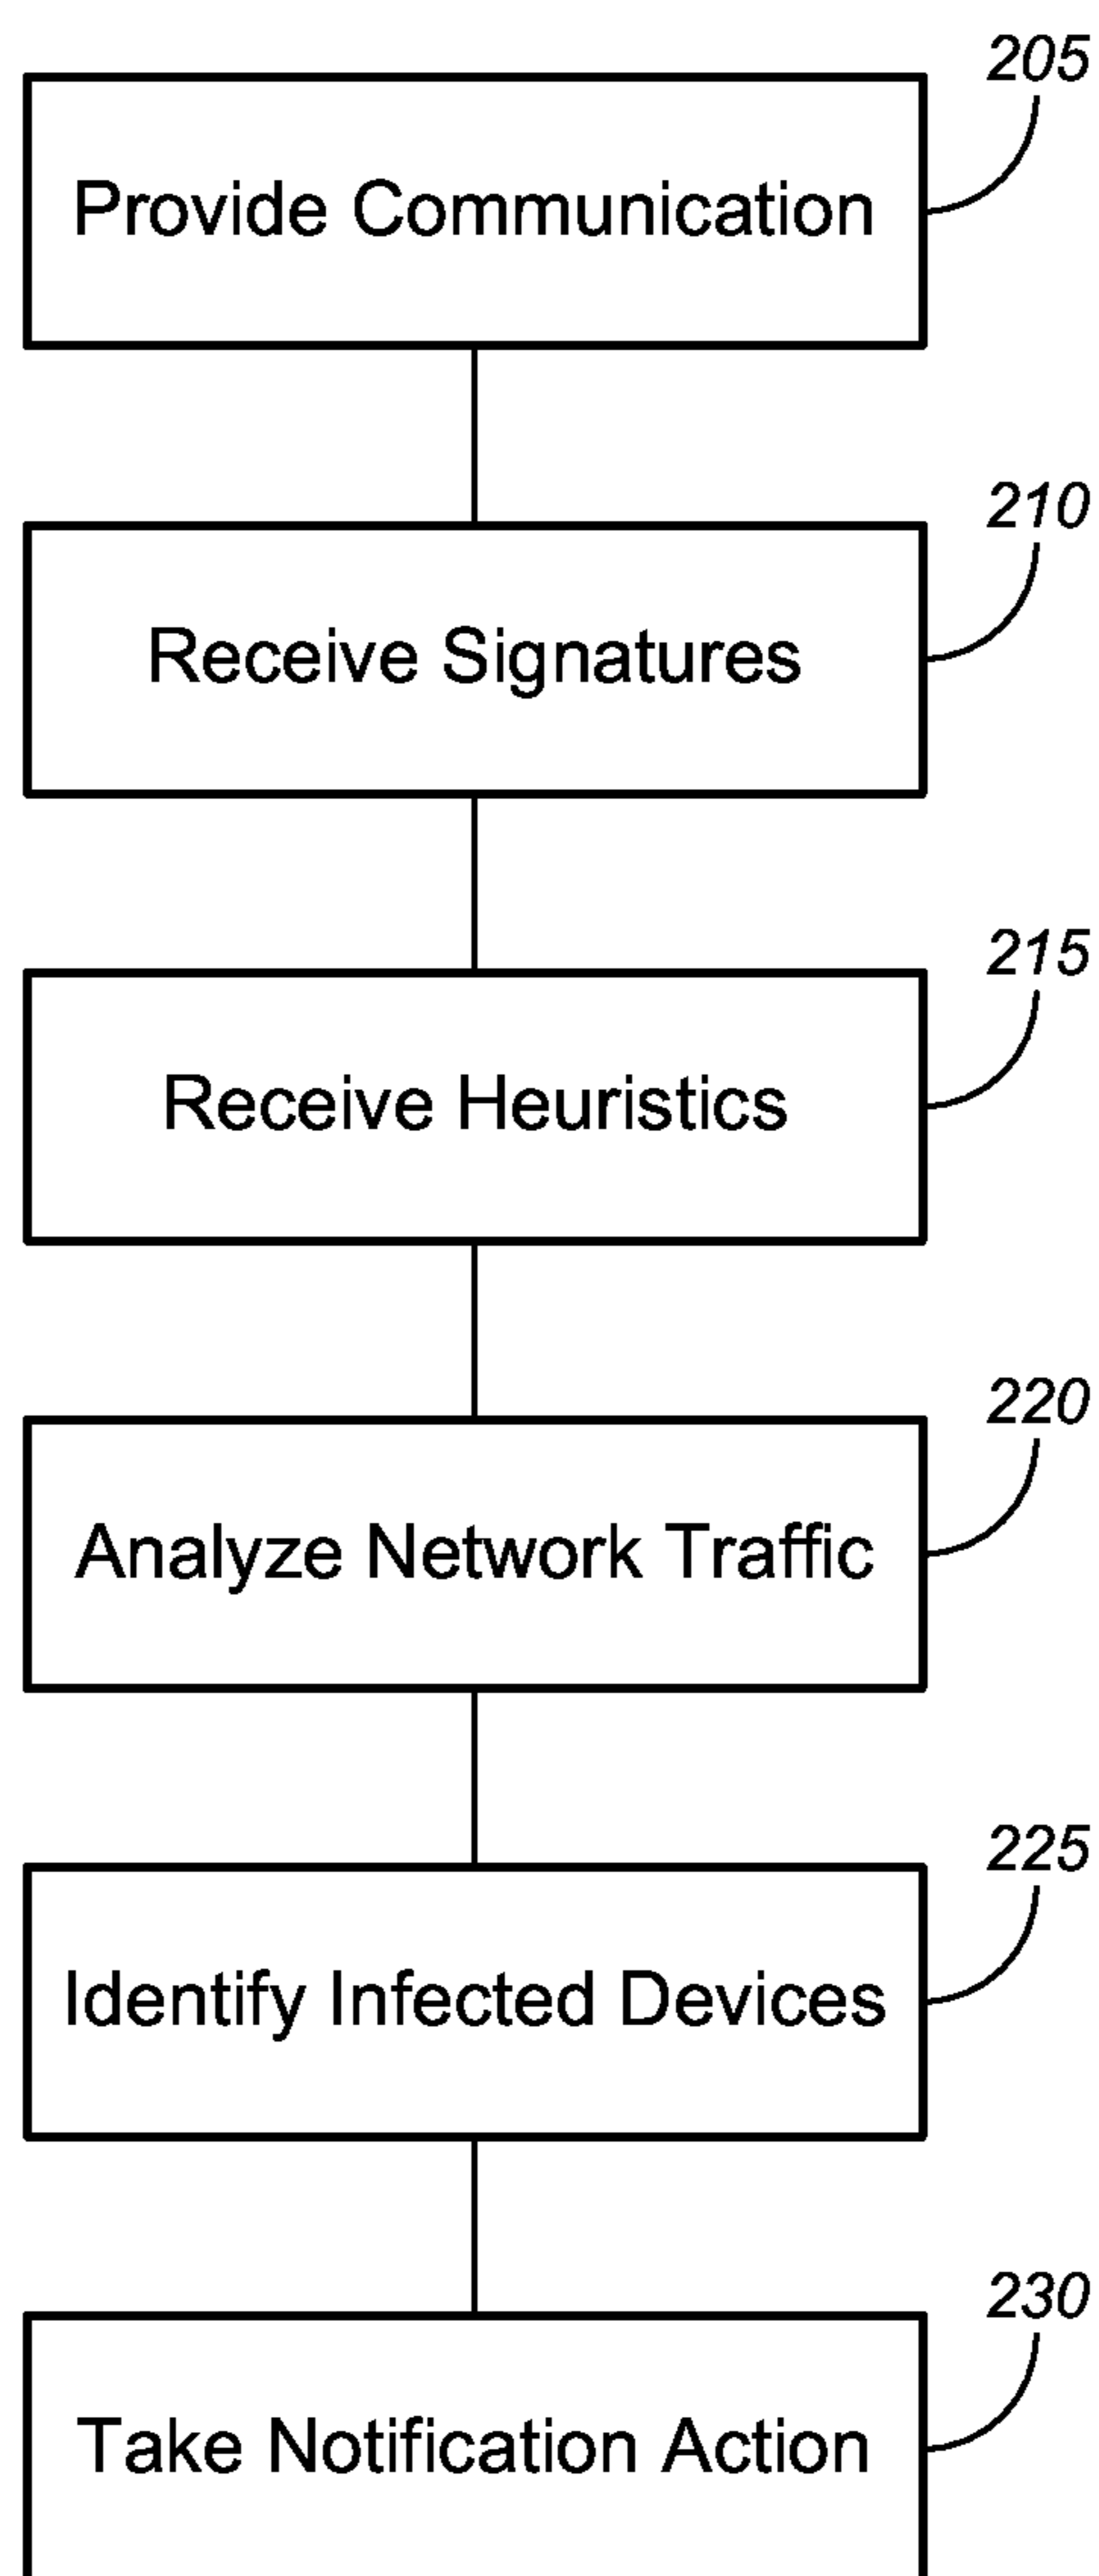 205
Provide Communication
210
Receive Signatures
215
Receive Heuristics
220
Analyze Network Traffic
225
Identify Infected Devices
230
Take Notification Action